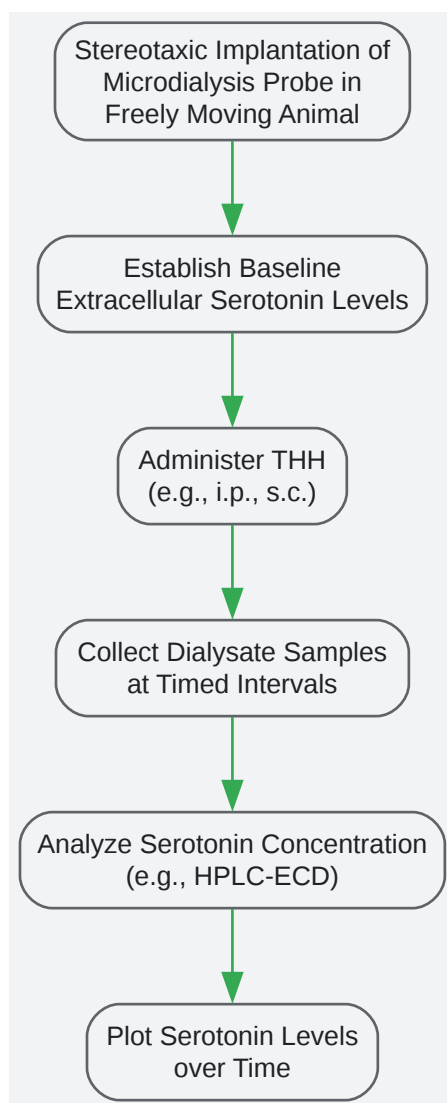 Stereotaxic Implantation of
Microdialysis Probe in
Freely Moving Animal
Establish Baseline
Extracellular Serotonin Levels
Administer THH
(e.g., i.p., s.c.)
Collect Dialysate Samples
at Timed Intervals
Analyze Serotonin Concentration
(e.g., HPLC-ECD)
Plot Serotonin Levels
over Time